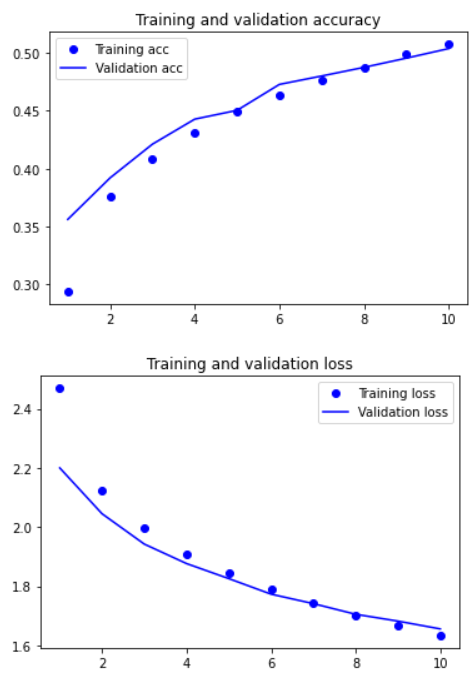 Training and validation accuracy
0.50
0.45
0.40
0.35
0.30
Training acc
Validation acc
2 4 6 8 10
Training and validation loss
2.4
2.2
2.0
1.8
1.6
Training loss
Validation loss
2 4 6 8 10